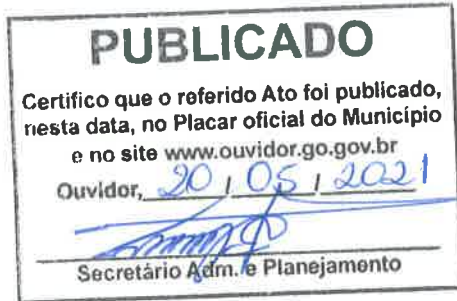 PUBLICADO
Certifico que o referido Ato foi publicado,
nesta data, no Placar oficial do Município
e no site www.ouvidor.go.gov.br
Ouvidor, 20 / 05 / 2021
Secretário Adm. e Planejamento